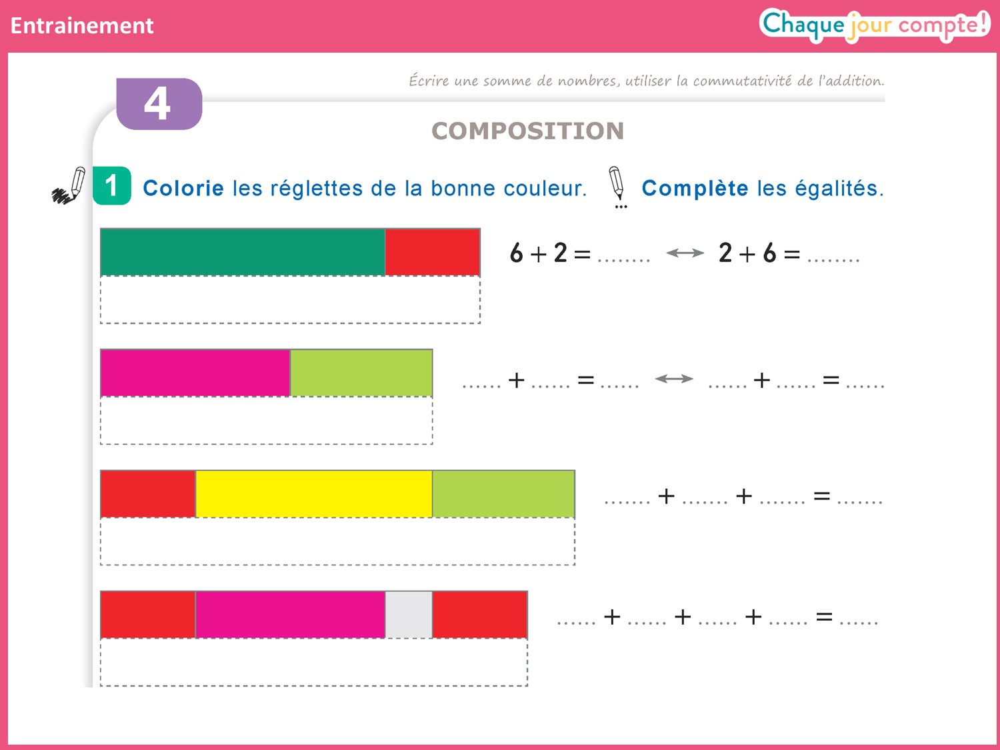 Entrainement
Chaque jour compte!
Écrire une somme de nombres, utiliser la commutativité de l'addition.
4
COMPOSITION
1 Colorie les réglettes de la bonne couleur. Complète les égalités.
6 + 2 = ........ ↔ 2 + 6 = ........
...... + ...... = ...... ↔ ...... + ...... = ......
....... + ....... + ....... = .......
...... + ...... + ...... + ...... = ......